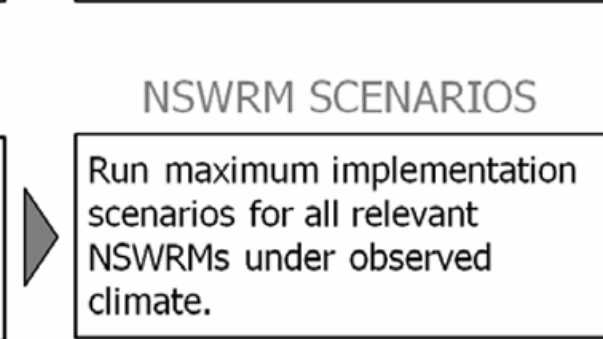 NSWRM SCENARIOS
Run maximum implementation
scenarios for all relevant
NSWRMs under observed
climate.